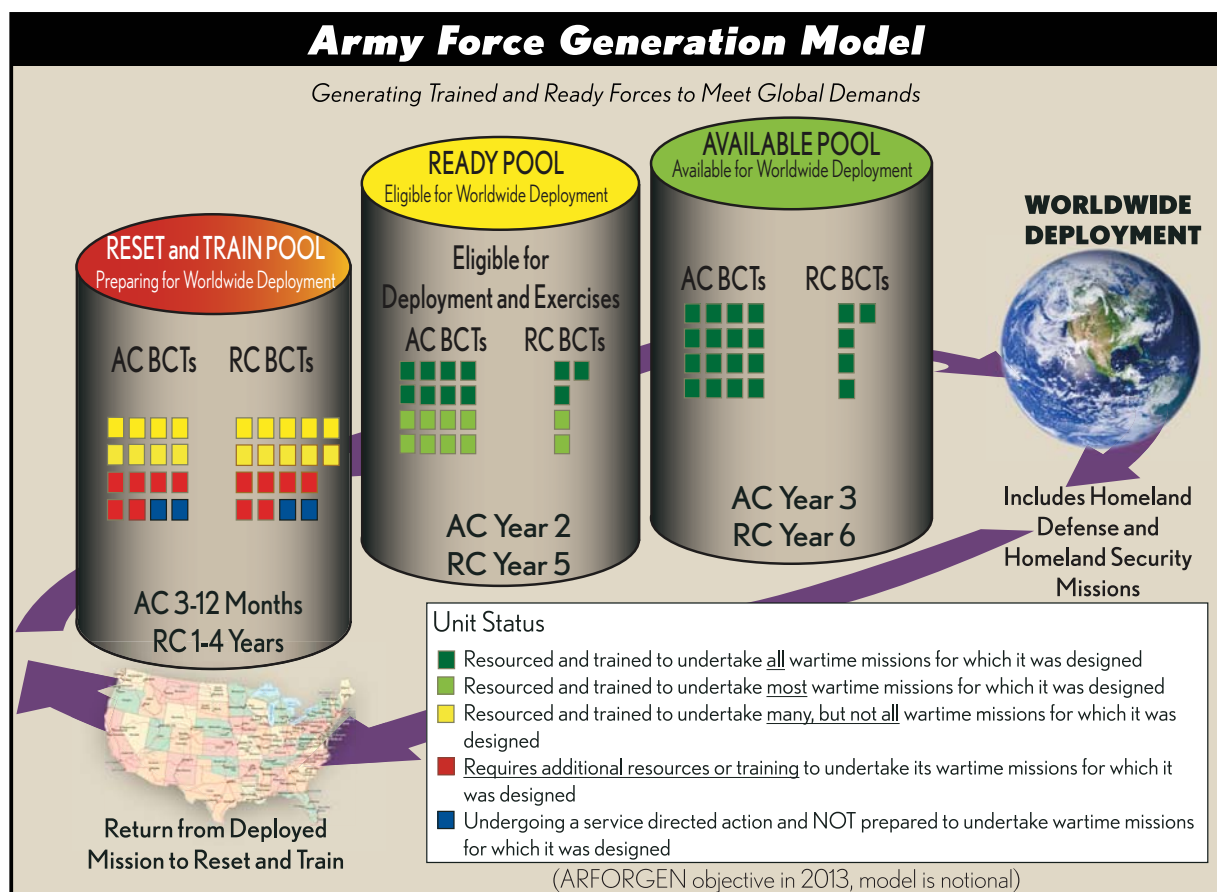 Army Force Generation Model
Generating Trained and Ready Forces to Meet Global Demands
RESET and TRAIN POOL
Preparing for Worldwide Deployment
AC BCTs RC BCTs
AC 3-12 Months
RC 1-4 Years
READY POOL
Eligible for Worldwide Deployment
Eligible for
Deployment and Exercises
AC BCTs RC BCTs
AC Year 2
RC Year 5
AVAILABLE POOL
Available for Worldwide Deployment
AC BCTs RC BCTs
AC Year 3
RC Year 6
WORLDWIDE
DEPLOYMENT
Includes Homeland
Defense and
Homeland Security
Missions
Return from Deployed
Mission to Reset and Train
Unit Status
Resourced and trained to undertake all wartime missions for which it was designed
Resourced and trained to undertake most wartime missions for which it was designed
Resourced and trained to undertake many, but not all wartime missions for which it was
designed
Requires additional resources or training to undertake its wartime missions for which it
was designed
Undergoing a service directed action and NOT prepared to undertake wartime missions
for which it was designed
(ARFORGEN objective in 2013, model is notional)